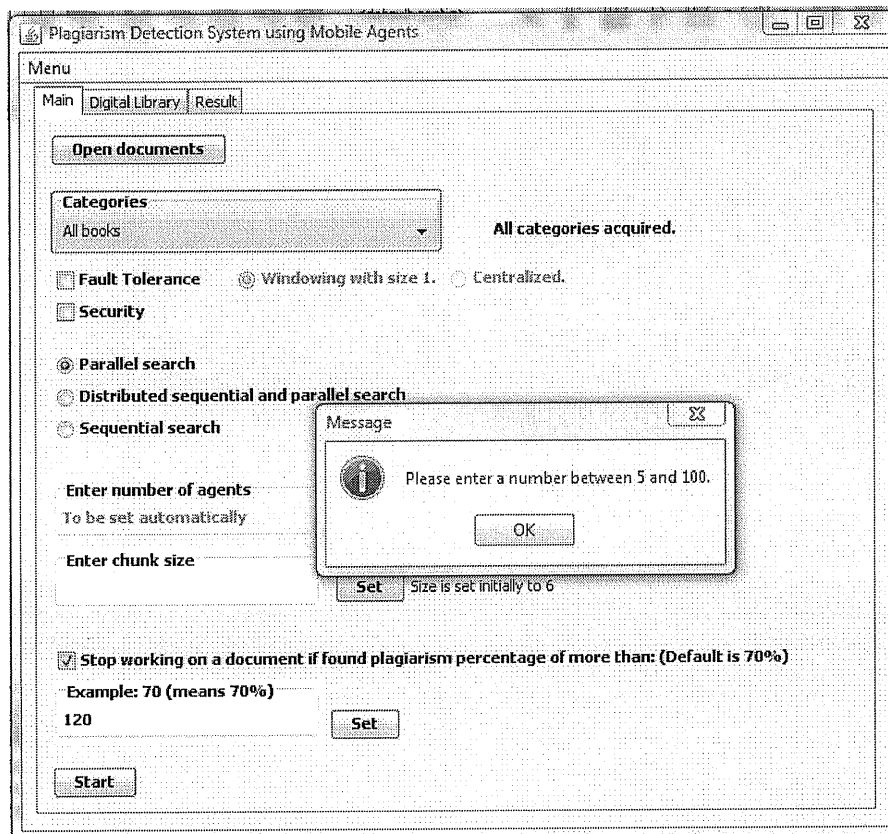 Plagiarism Detection System using Mobile Agents
Menu
Main Digital Library Result
Open documents
Categories
All books
All categories acquired.
Fault Tolerance Windowing with size 1. Centralized.
Security
Parallel search
Distributed sequential and parallel search
Sequential search
Message
Please enter a number between 5 and 100.
OK
Enter number of agents
To be set automatically
Enter chunk size
Set Size is set initially to 6
Stop working on a document if found plagiarism percentage of more than: (Default is 70%)
Example: 70 (means 70%)
120
Set
Start